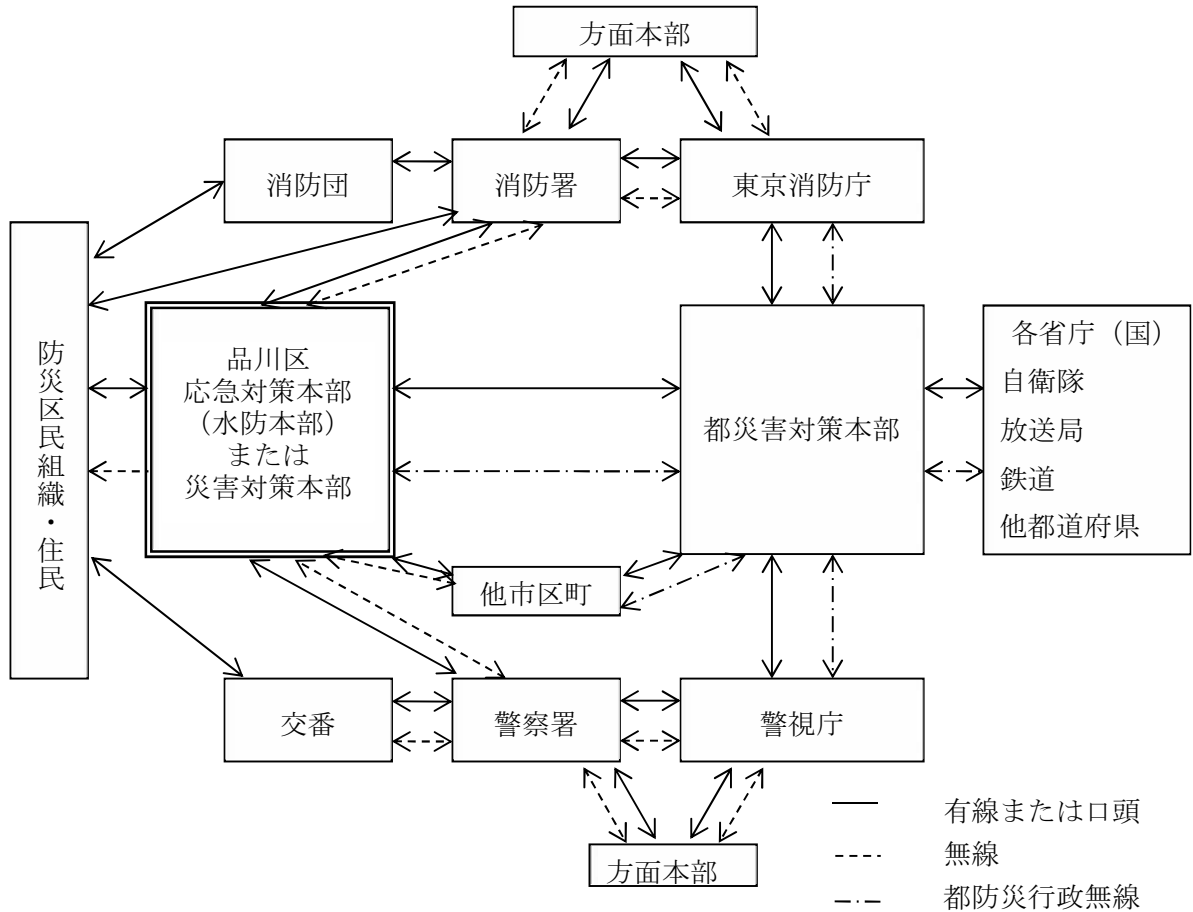 方面本部
消防団
消防署
東京消防庁
防災区民組織・住民
品川区
応急対策本部
（水防本部）
または
災害対策本部
都災害対策本部
各省庁（国）
自衛隊
放送局
鉄道
他都道府県
他市区町
交番
警察署
警視庁
方面本部
有線または口頭
無線
都防災行政無線